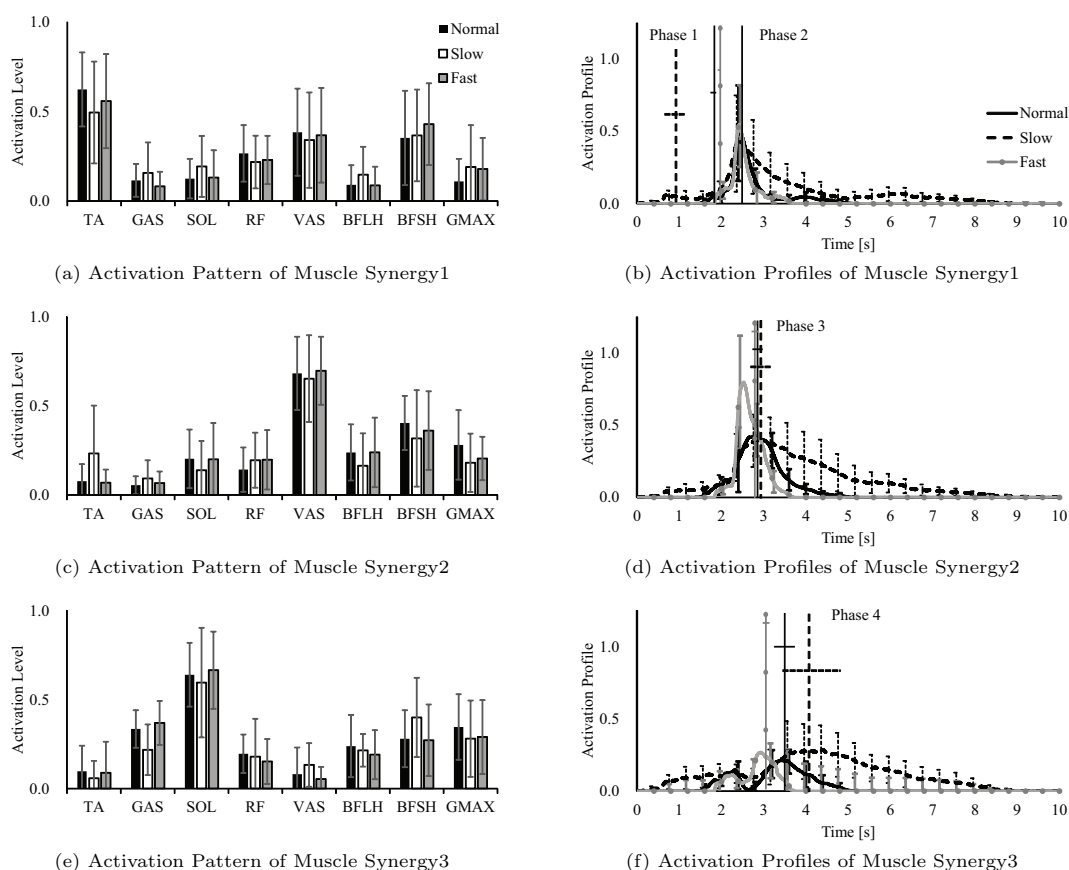 1.0
Normal
Slow
Fast
0.5
Activation Level
0.0
TA GAS SOL RF VAS BFLH BFSH GMAX
(a) Activation Pattern of Muscle Synergy1
Phase 1 Phase 2
1.0
Normal
Slow
Fast
0.5
Activation Profile
0.0
0 1 2 3 4 5 6 7 8 9 10
Time [s]
(b) Activation Profiles of Muscle Synergy1
1.0
0.5
Activation Level
0.0
TA GAS SOL RF VAS BFLH BFSH GMAX
(c) Activation Pattern of Muscle Synergy2
Phase 3
1.0
0.5
Activation Profile
0.0
0 1 2 3 4 5 6 7 8 9 10
Time [s]
(d) Activation Profiles of Muscle Synergy2
1.0
0.5
Activation Level
0.0
TA GAS SOL RF VAS BFLH BFSH GMAX
(e) Activation Pattern of Muscle Synergy3
Phase 4
1.0
0.5
Activation Profile
0.0
0 1 2 3 4 5 6 7 8 9 10
Time [s]
(f) Activation Profiles of Muscle Synergy3